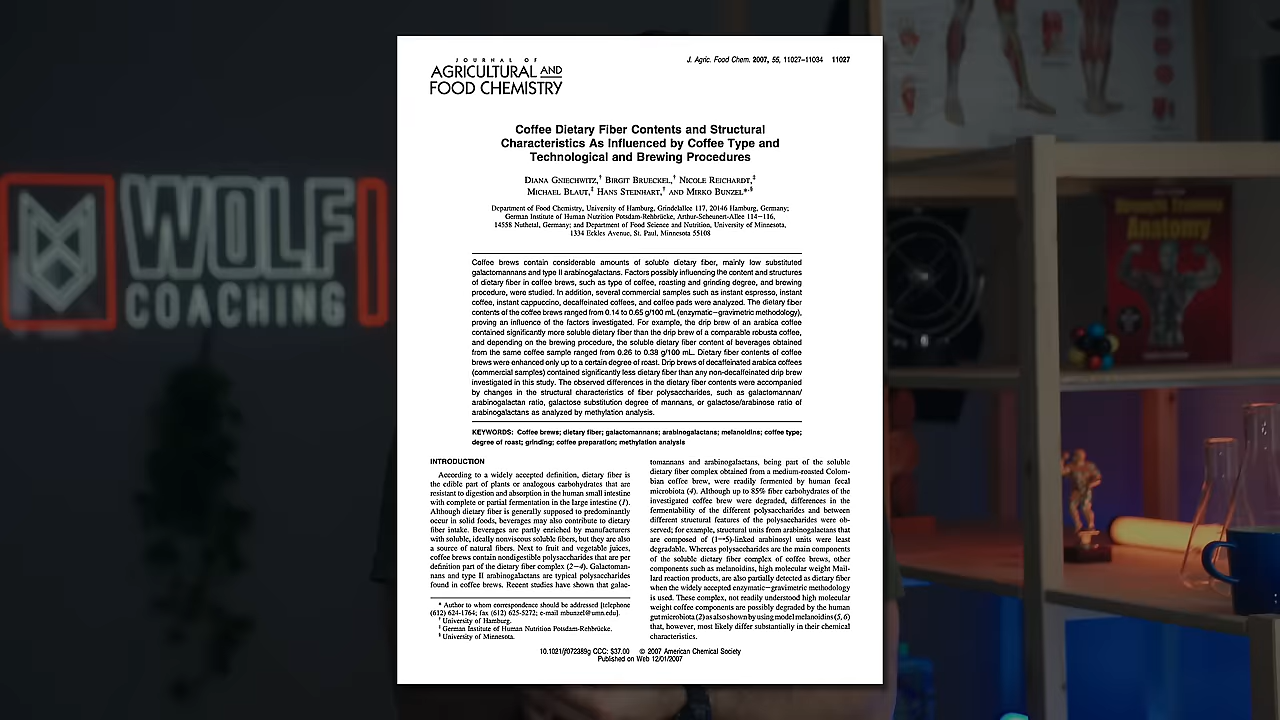 JOURNAL OF
AGRICULTURAL AND
FOOD CHEMISTRY
J. Agric. Food Chem. 2007, 55, 11027−11034 11027
Coffee Dietary Fiber Contents and Structural
Characteristics As Influenced by Coffee Type and
Technological and Brewing Procedures
DIANA GNIECHWITZ,† BIRGIT BRUECKEL,† NICOLE REICHARDT,‡
MICHAEL BLAUT,‡ HANS STEINHART,† AND MIRKO BUNZEL*,§
Department of Food Chemistry, University of Hamburg, Grindelallee 117, 20146 Hamburg, Germany;
German Institute of Human Nutrition Potsdam-Rehbrücke, Arthur-Scheunert-Allee 114−116,
14558 Nuthetal, Germany; and Department of Food Science and Nutrition, University of Minnesota,
1334 Eckles Avenue, St. Paul, Minnesota 55108
Coffee brews contain considerable amounts of soluble dietary fiber, mainly low substituted
galactomannans and type II arabinogalactans. Factors possibly influencing the content and structures
of dietary fiber in coffee brews, such as type of coffee, roasting and grinding degree, and brewing
procedure, were studied. In addition, several commercial samples such as instant espresso, instant
coffee, instant cappuccino, decaffeinated coffees, and coffee pads were analyzed. The dietary fiber
contents of the coffee brews ranged from 0.14 to 0.65 g/100 mL (enzymatic−gravimetric methodology),
proving an influence of the factors investigated. For example, the drip brew of an arabica coffee
contained significantly more soluble dietary fiber than the drip brew of a comparable robusta coffee,
and depending on the brewing procedure, the soluble dietary fiber content of beverages obtained
from the same coffee sample ranged from 0.26 to 0.38 g/100 mL. Dietary fiber contents of coffee
brews were enhanced only up to a certain degree of roast. Drip brews of decaffeinated arabica coffees
(commercial samples) contained significantly less dietary fiber than any non-decaffeinated drip brew
investigated in this study. The observed differences in the dietary fiber contents were accompanied
by changes in the structural characteristics of fiber polysaccharides, such as galactomannan/
arabinogalactan ratio, galactose substitution degree of mannans, or galactose/arabinose ratio of
arabinogalactans as analyzed by methylation analysis.
KEYWORDS: Coffee brews; dietary fiber; galactomannans; arabinogalactans; melanoidins; coffee type;
degree of roast; grinding; coffee preparation; methylation analysis
INTRODUCTION
According to a widely accepted definition, dietary fiber is
the edible part of plants or analogous carbohydrates that are
resistant to digestion and absorption in the human small intestine
with complete or partial fermentation in the large intestine (1).
Although dietary fiber is generally supposed to predominantly
occur in solid foods, beverages may also contribute to dietary
fiber intake. Beverages are partly enriched by manufacturers
with soluble, ideally nonviscous soluble fibers, but they are also
a source of natural fibers. Next to fruit and vegetable juices,
coffee brews contain nondigestible polysaccharides that are per
definition part of the dietary fiber complex (2−4). Galactoman-
nans and type II arabinogalactans are typical polysaccharides
found in coffee brews. Recent studies have shown that galac-
* Author to whom correspondence should be addressed [telephone
(612) 624-1764; fax (612) 625-5272; e-mail mbunzel@umn.edu].
† University of Hamburg.
‡ German Institute of Human Nutrition Potsdam-Rehbrücke.
§ University of Minnesota.
tomannans and arabinogalactans, being part of the soluble
dietary fiber complex obtained from a medium-roasted Colom-
bian coffee brew, were readily fermented by human fecal
microbiota (4). Although up to 85% fiber carbohydrates of the
investigated coffee brew were degraded, differences in the
fermentability of the different polysaccharides and between
different structural features of the polysaccharides were ob-
served; for example, structural units from arabinogalactans that
are composed of (1→5)-linked arabinosyl units were least
degradable. Whereas polysaccharides are the main components
of the soluble dietary fiber complex of coffee brews, other
components such as melanoidins, high molecular weight Mail-
lard reaction products, are also partially detected as dietary fiber
when the widely accepted enzymatic−gravimetric methodology
is used. These complex, not readily understood high molecular
weight coffee components are possibly degraded by the human
gut microbiota (2) as also shown by using model melanoidins (5, 6)
that, however, most likely differ substantially in their chemical
characteristics.
10.1021/jf072389g CCC: $37.00 © 2007 American Chemical Society
Published on Web 12/01/2007
WOLF
COACHING
Strength Training
Anatomy